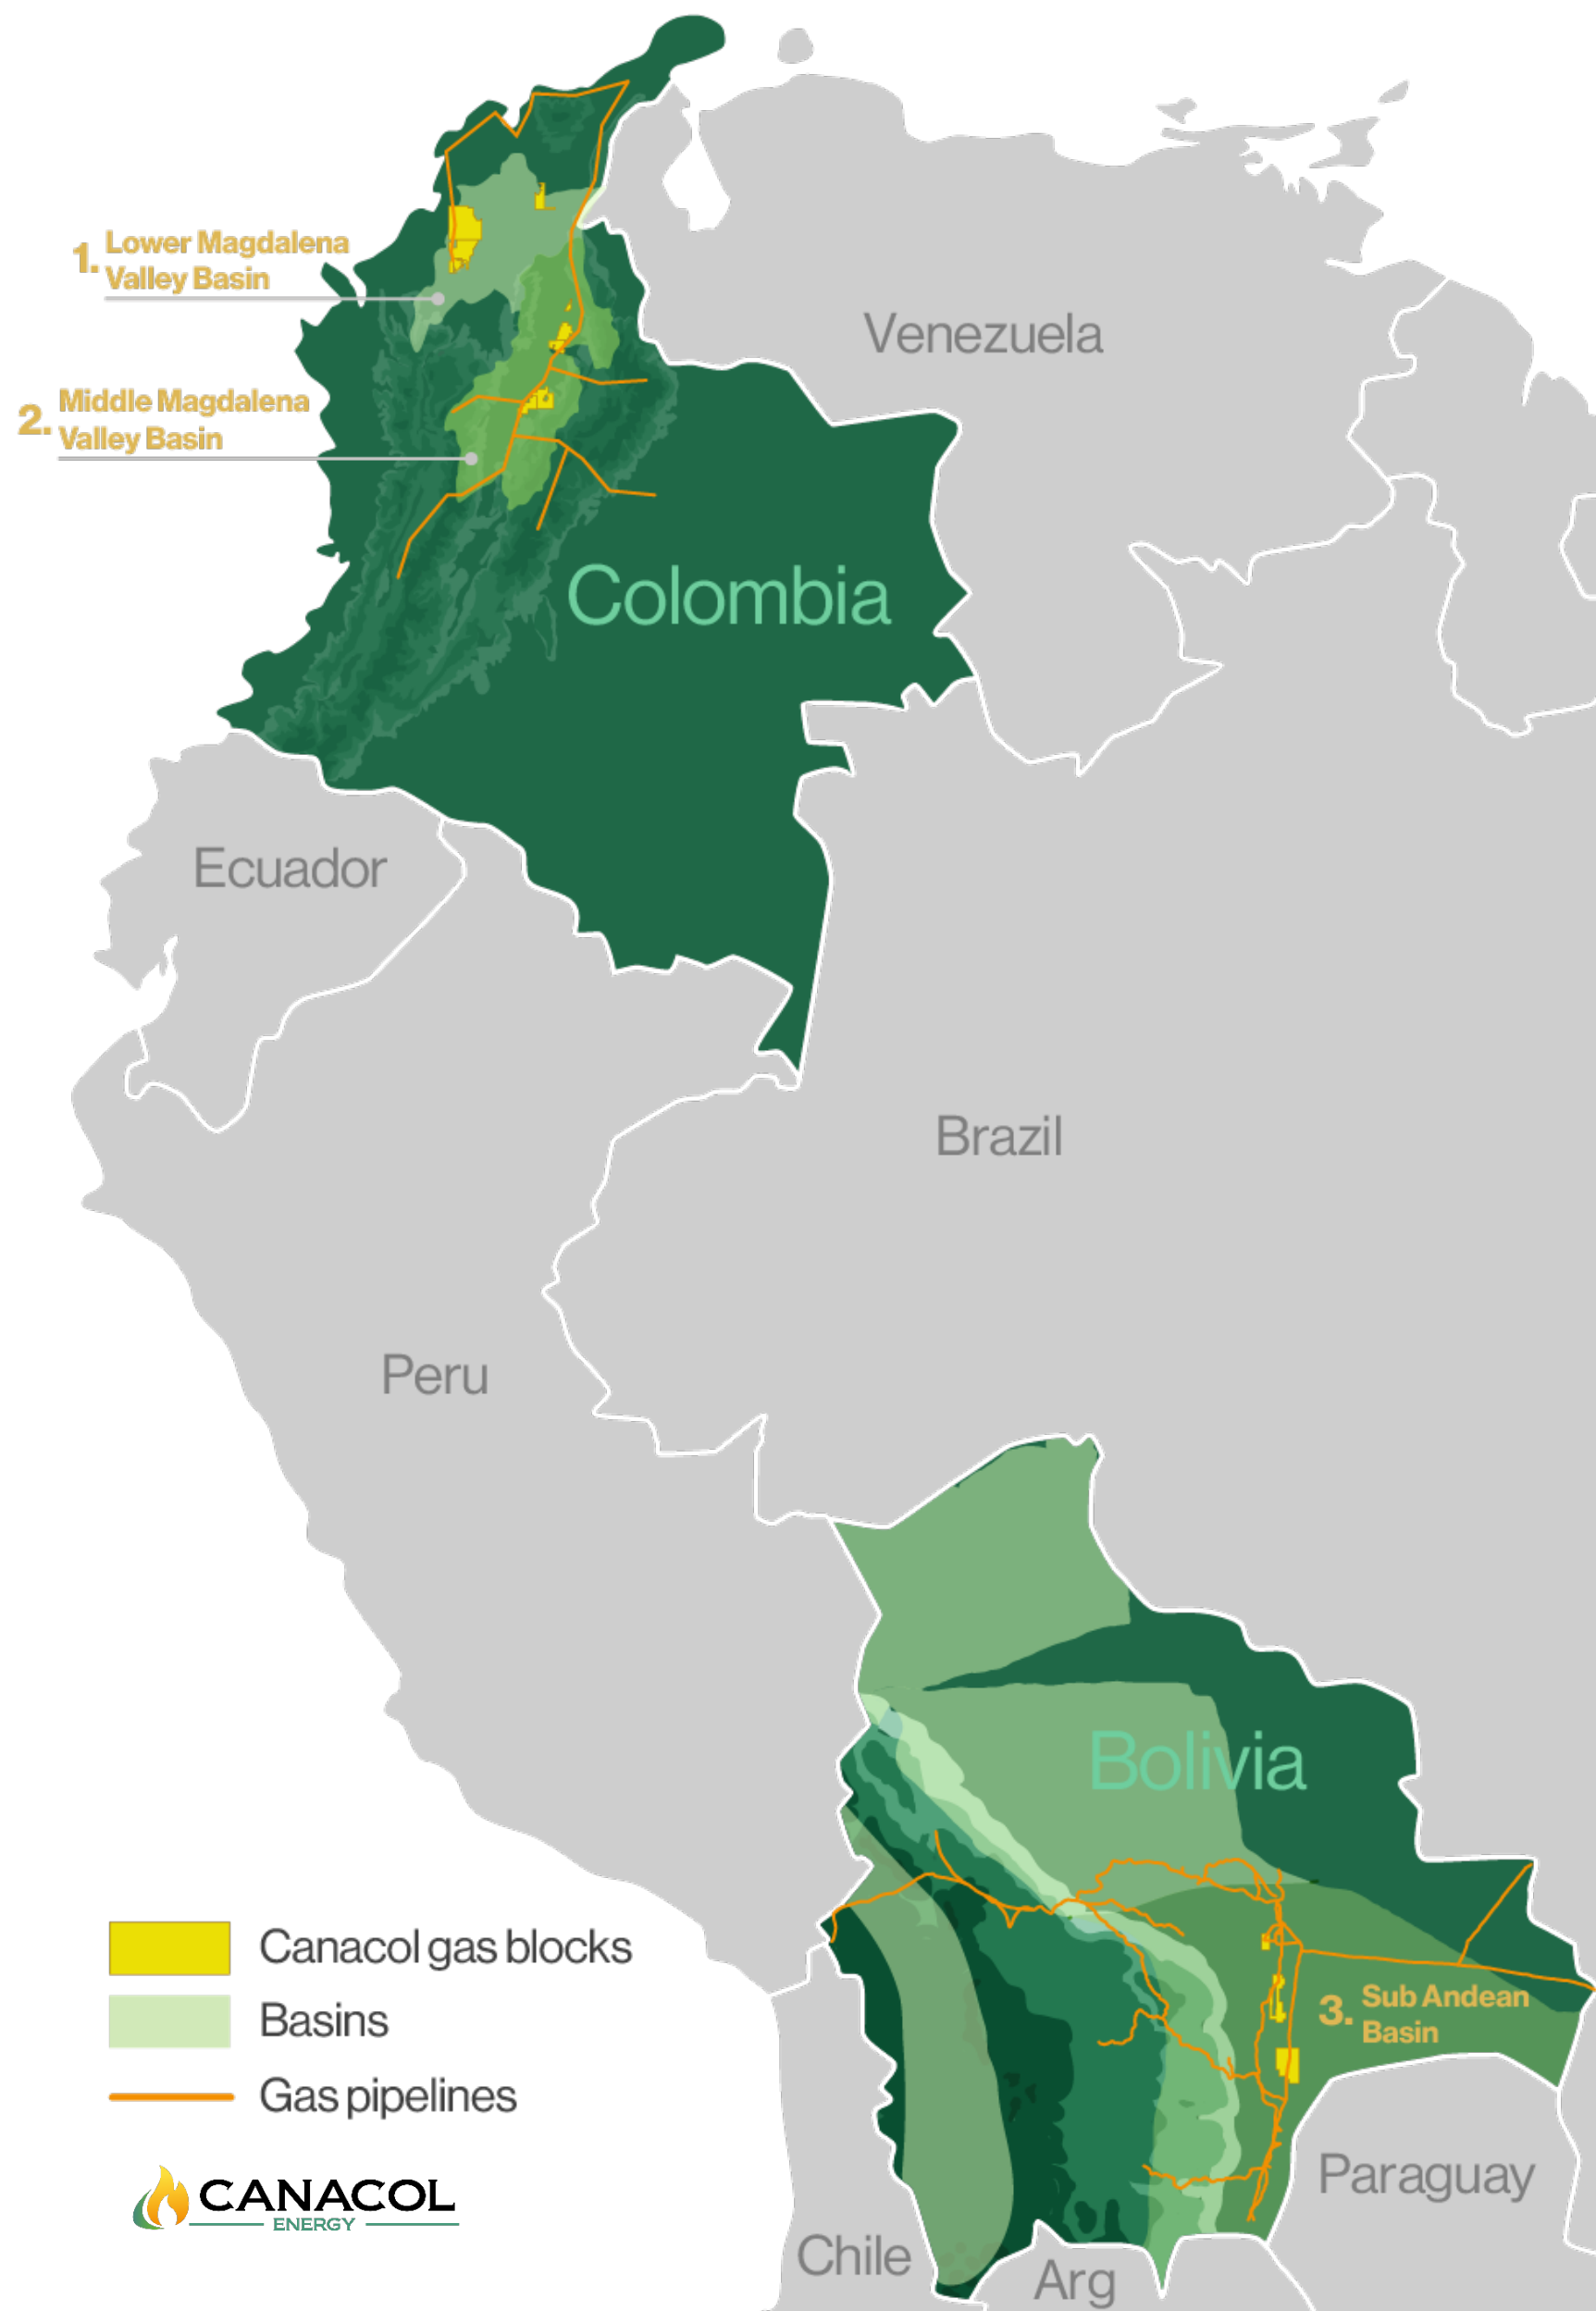 1. Lower Magdalena
Valley Basin
Venezuela
2. Middle Magdalena
Valley Basin
Colombia
Ecuador
Brazil
Peru
Bolivia
Canacol gas blocks
3. Sub Andean
Basin
Basins
Gas pipelines
Paraguay
CANACOL
ENERGY
Chile
Arg